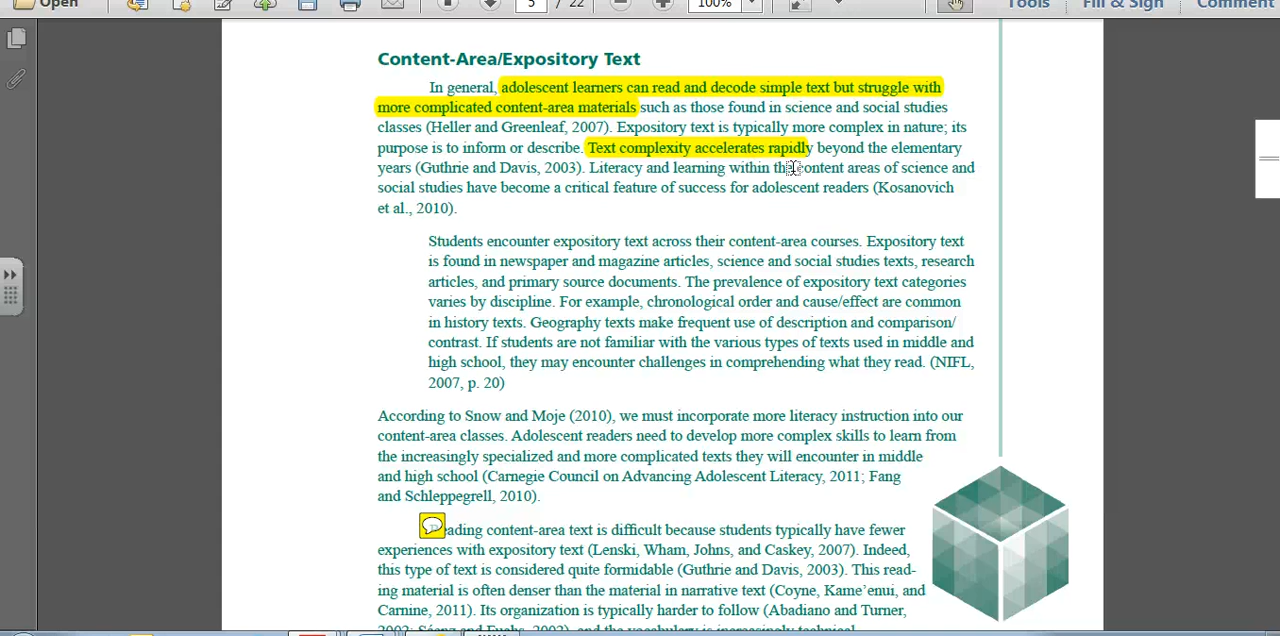 Open
5 / 22
100%
Tools
Fill & Sign
Comment
Content-Area/Expository Text
In general, adolescent learners can read and decode simple text but struggle with
more complicated content-area materials such as those found in science and social studies
classes (Heller and Greenleaf, 2007). Expository text is typically more complex in nature; its
purpose is to inform or describe. Text complexity accelerates rapidly beyond the elementary
years (Guthrie and Davis, 2003). Literacy and learning within the content areas of science and
social studies have become a critical feature of success for adolescent readers (Kosanovich
et al., 2010).
Students encounter expository text across their content-area courses. Expository text
is found in newspaper and magazine articles, science and social studies texts, research
articles, and primary source documents. The prevalence of expository text categories
varies by discipline. For example, chronological order and cause/effect are common
in history texts. Geography texts make frequent use of description and comparison/
contrast. If students are not familiar with the various types of texts used in middle and
high school, they may encounter challenges in comprehending what they read. (NIFL,
2007, p. 20)
According to Snow and Moje (2010), we must incorporate more literacy instruction into our
content-area classes. Adolescent readers need to develop more complex skills to learn from
the increasingly specialized and more complicated texts they will encounter in middle
and high school (Carnegie Council on Advancing Adolescent Literacy, 2011; Fang
and Schleppegrell, 2010).
Reading content-area text is difficult because students typically have fewer
experiences with expository text (Lenski, Wham, Johns, and Caskey, 2007). Indeed,
this type of text is considered quite formidable (Guthrie and Davis, 2003). This read-
ing material is often denser than the material in narrative text (Coyne, Kame’enui, and
Carnine, 2011). Its organization is typically harder to follow (Abadiano and Turner,
2002; Sáenz and Fuchs, 2002), and the vocabulary is increasingly technical